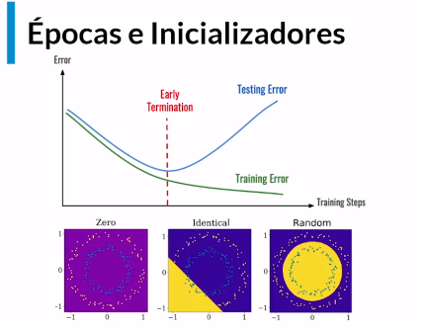 Épocas e Inicializadores
Error
Early
Termination
Testing Error
Training Error
Training Steps
Zero
Identical
Random
1
0
-1
-1
0
1
1
0
-1
-1
0
1
1
0
-1
-1
0
1